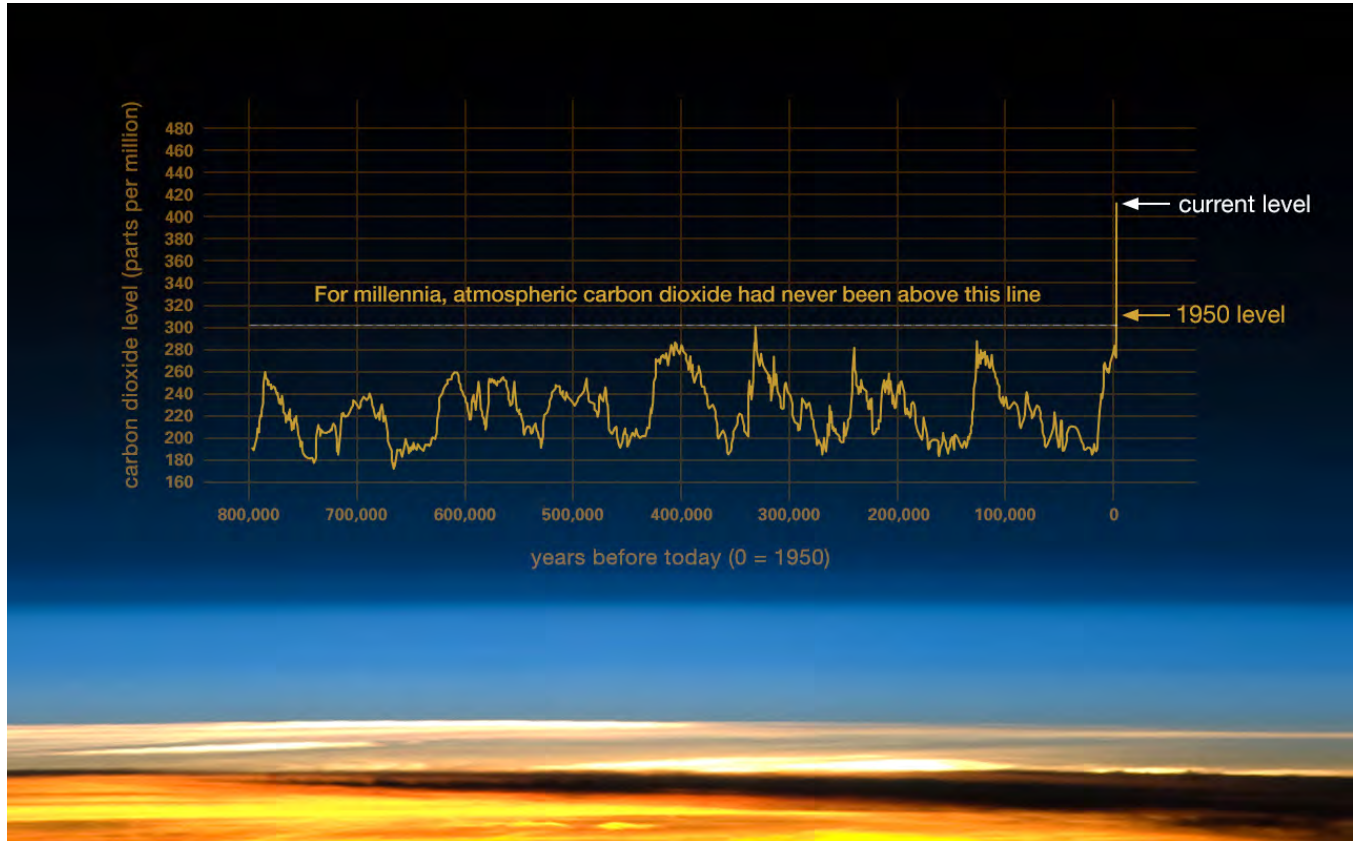 carbon dioxide level (parts per million)
480
460
440
420
400
380
360
340
320
300
280
260
240
220
200
180
160
current level
For millennia, atmospheric carbon dioxide had never been above this line
1950 level
800,000 700,000 600,000 500,000 400,000 300,000 200,000 100,000 0
years before today (0 = 1950)